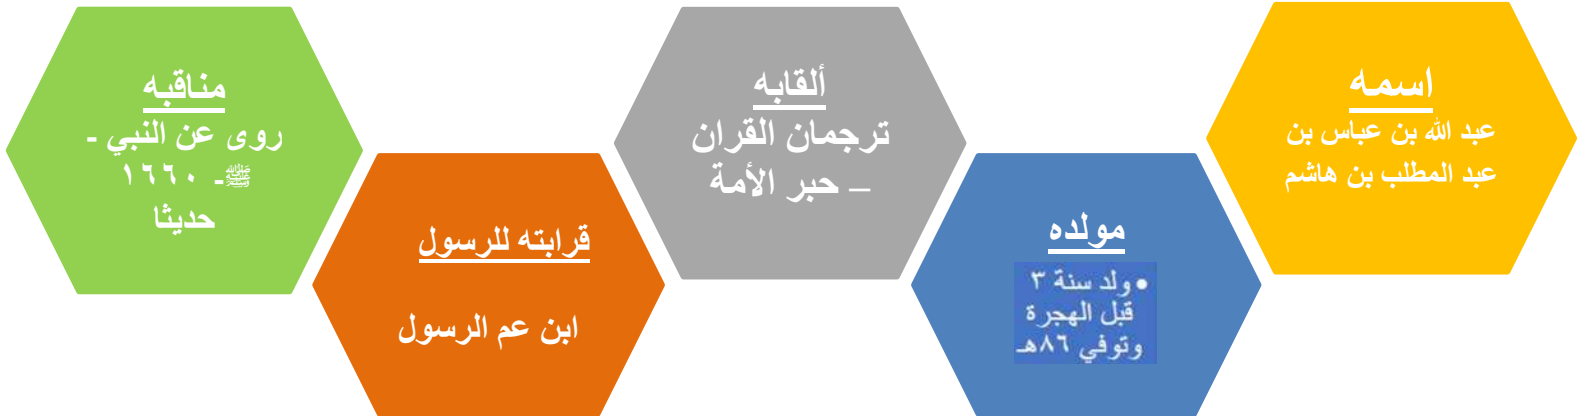 اسمه
عبد الله بن عباس بن
عبد المطلب بن هاشم
مولده
•ولد سنة ٣
قبل الهجرة
وتوفي ٨٦هـ
ألقابه
ترجمان القران
– حبر الأمة
قرابته للرسول
ابن عم الرسول
مناقبه
روى عن النبي -
ﷺ- ١٦٦٠
حديثا